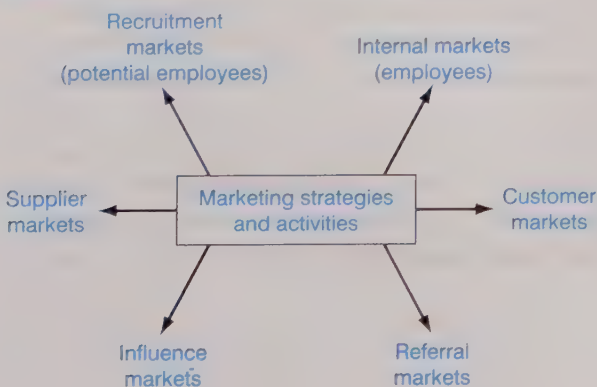 Recruitment
markets
(potential employees)
Internal markets
(employees)
Supplier
markets
Marketing strategies
and activities
Customer
markets
Influence
markets
Referral
markets